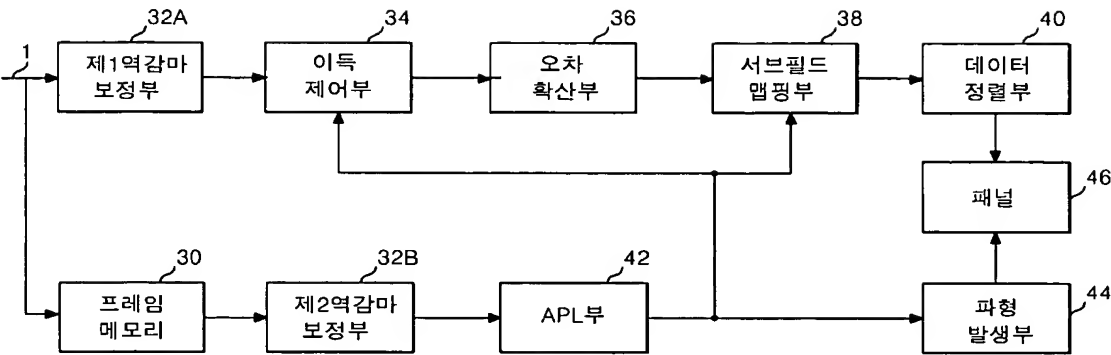 32A
34
36
38
40
1
제1역감마
보정부
이득
제어부
오차
확산부
서브필드
맵핑부
데이터
정렬부
패널
46
30
32B
42
프레임
메모리
제2역감마
보정부
APL부
파형
발생부
44